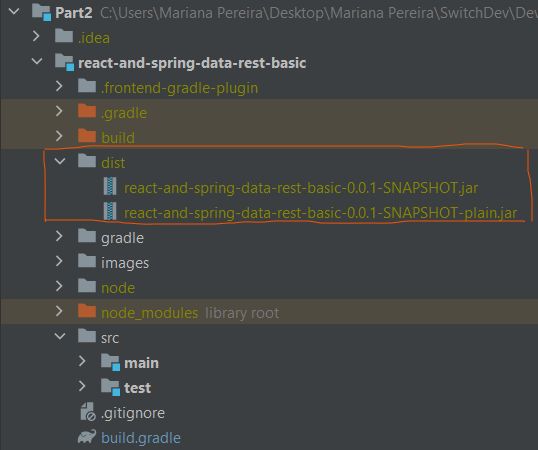 Part2 C:\Users\Mariana Pereira\Desktop\Mariana Pereira\SwitchDev\Dev
.idea
react-and-spring-data-rest-basic
.frontend-gradle-plugin
.gradle
build
dist
react-and-spring-data-rest-basic-0.0.1-SNAPSHOT.jar
react-and-spring-data-rest-basic-0.0.1-SNAPSHOT-plain.jar
gradle
images
node
node_modules library root
src
main
test
.gitignore
build.gradle